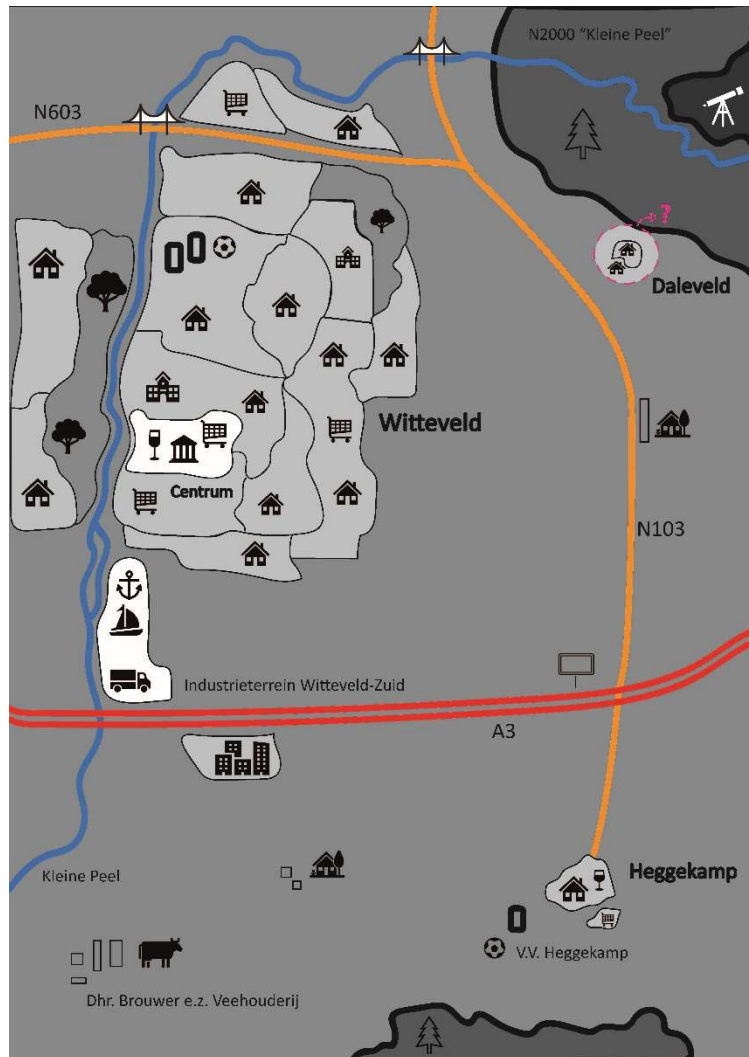 N2000 “Kleine Peel”
N603
?
Daleveld
Witteveld
Centrum
N103
Industrieterrein Witteveld-Zuid
A3
Kleine Peel
Heggekamp
V.V. Heggekamp
Dhr. Brouwer e.z. Veehouderij